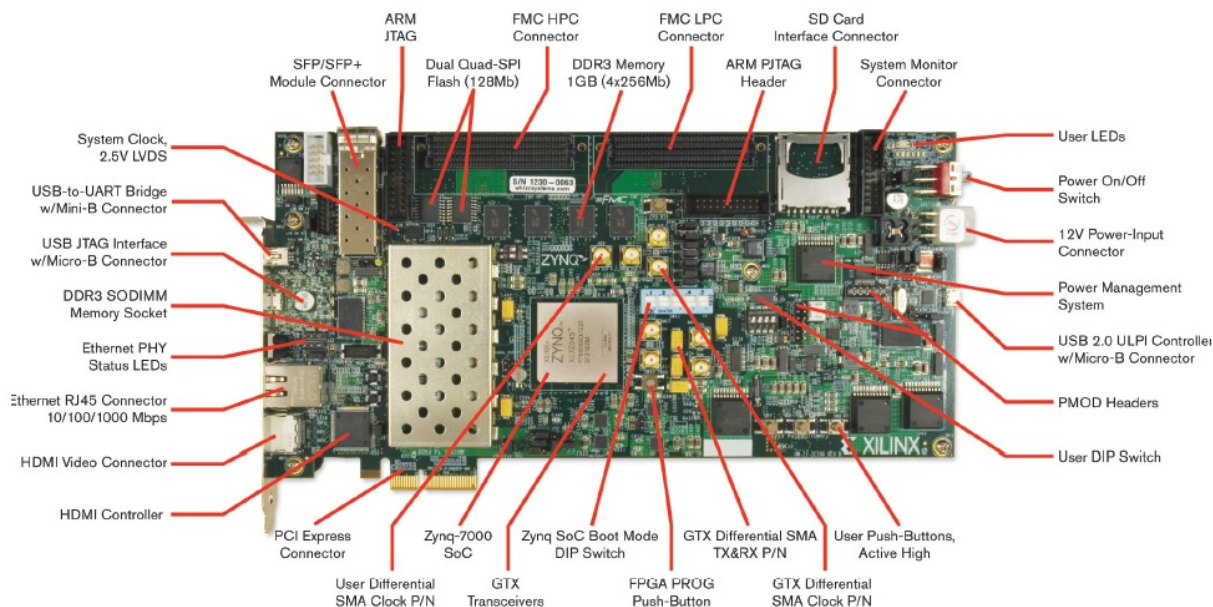 ARM
JTAG
FMC HPC
Connector
FMC LPC
Connector
SD Card
Interface Connector
SFP/SFP+
Module Connector
Dual Quad-SPI
Flash (128Mb)
DDR3 Memory
1GB (4x256Mb)
ARM PJTAG
Header
System Monitor
Connector
System Clock,
2.5V LVDS
USB-to-UART Bridge
w/Mini-B Connector
USB JTAG Interface
w/Micro-B Connector
DDR3 SODIMM
Memory Socket
Ethernet PHY
Status LEDs
Ethernet RJ45 Connector
10/100/1000 Mbps
HDMI Video Connector
HDMI Controller
User LEDs
Power On/Off
Switch
12V Power-Input
Connector
Power Management
System
USB 2.0 ULPI Controller
w/Micro-B Connector
PMOD Headers
User DIP Switch
S/N 1230-0063
FMC
ZYNQ
XILINX
ZYNQ
XILINX
PCI Express
Connector
Zynq-7000
SoC
Zynq SoC Boot Mode
DIP Switch
GTX Differential SMA
TX&RX P/N
User Push-Buttons,
Active High
User Differential
SMA Clock P/N
GTX
Transceivers
FPGA PROG
Push-Button
GTX Differential
SMA Clock P/N